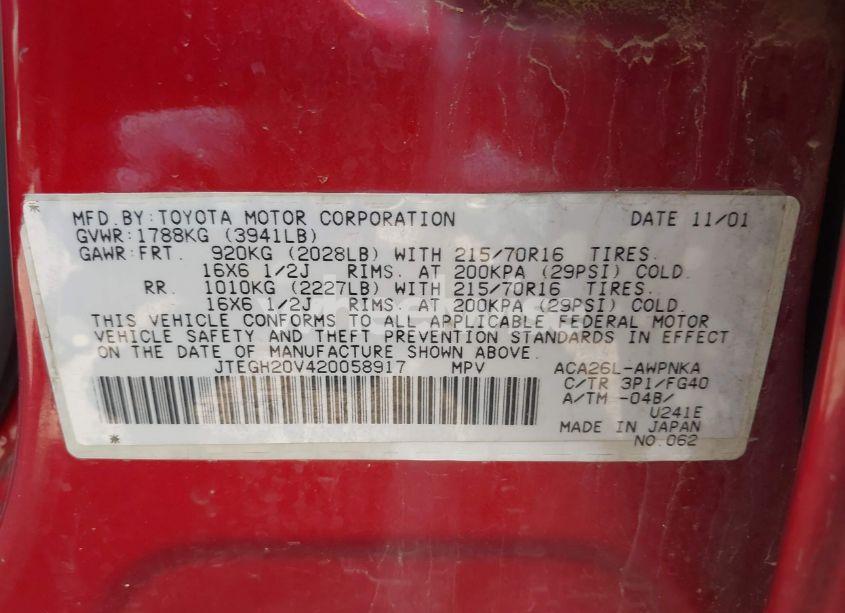 MFD.BY:TOYOTA MOTOR CORPORATION DATE 11/01
GVWR:1788KG (3941LB)
GAWR:FRT. 920KG (2028LB) WITH 215/70R16 TIRES.
16X6 1/2J RIMS. AT 200KPA (29PSI) COLD.
RR. 1010KG (2227LB) WITH 215/70R16 TIRES.
16X6 1/2J RIMS. AT 200KPA (29PSI) COLD.
THIS VEHICLE CONFORMS TO ALL APPLICABLE FEDERAL MOTOR
VEHICLE SAFETY AND THEFT PREVENTION STANDARDS IN EFFECT
ON THE DATE OF MANUFACTURE SHOWN ABOVE.
JTEGH20V420058917 MPV ACA26L-AWPNKA
C/TR 3P1/FG40
A/TM -04B/
U241E
MADE IN JAPAN
NO.062